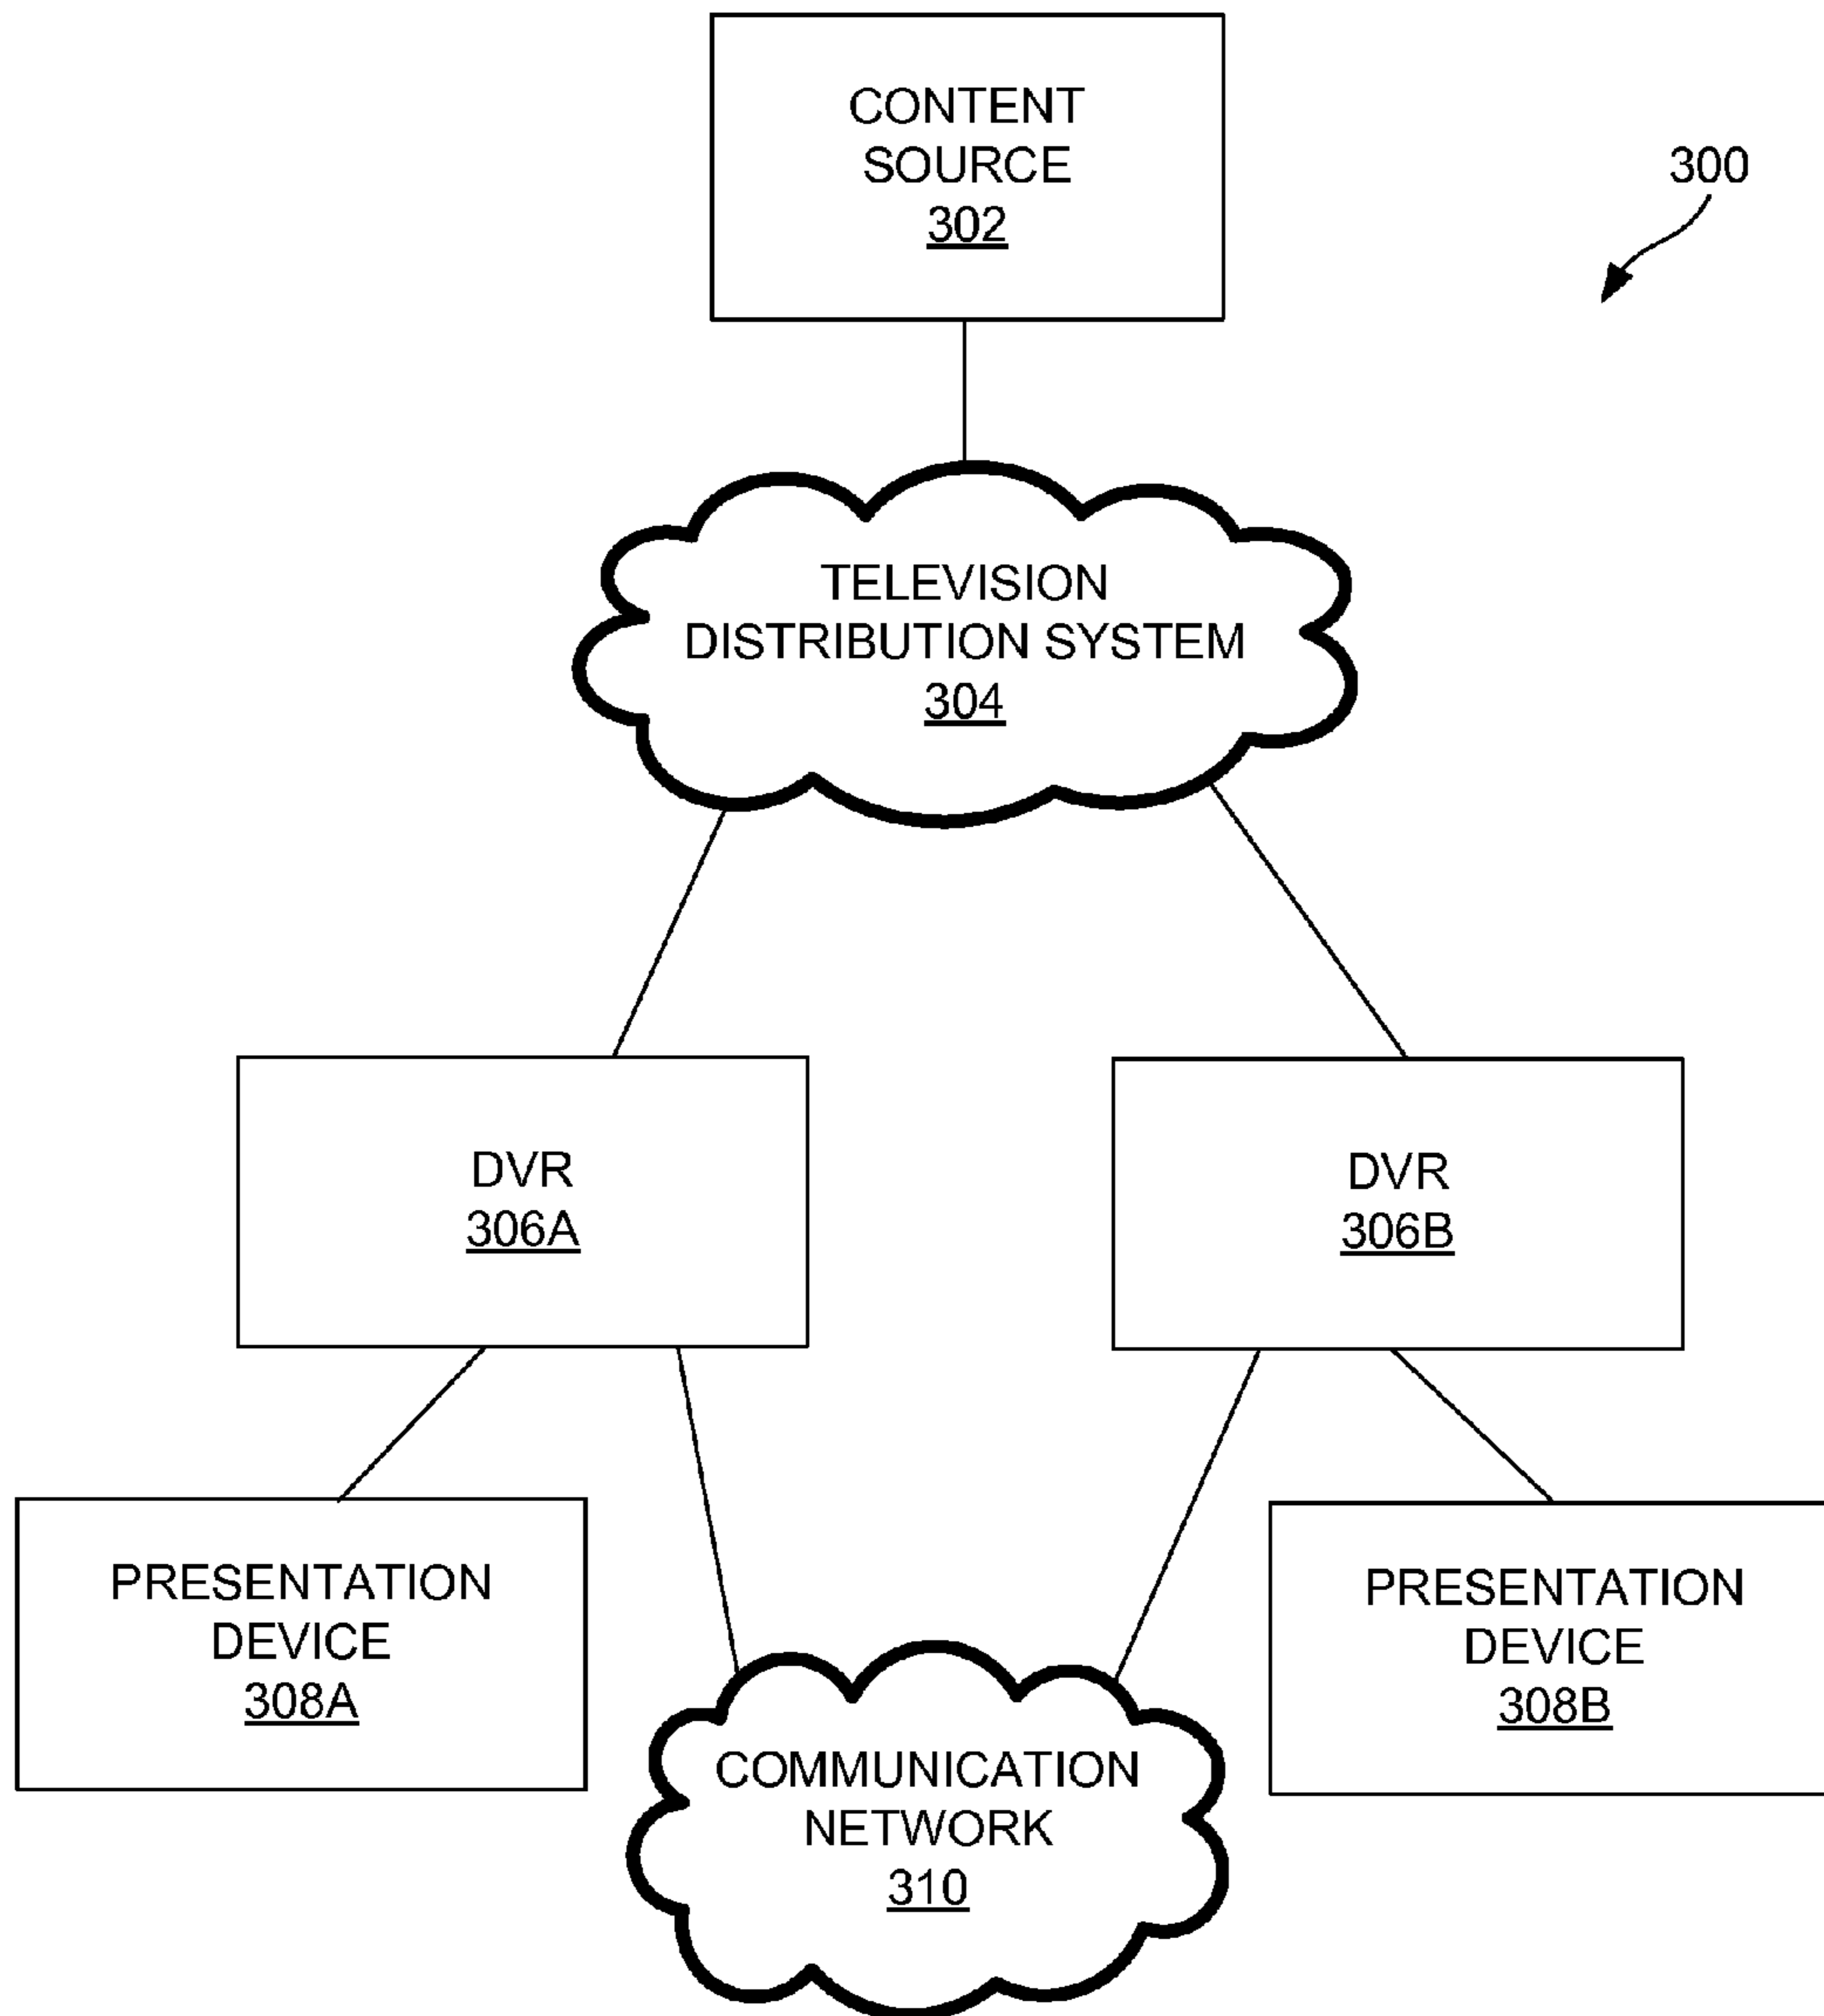 CONTENT
SOURCE
302
300
TELEVISION
DISTRIBUTION SYSTEM
304
DVR
306A
DVR
306B
PRESENTATION
DEVICE
308A
PRESENTATION
DEVICE
308B
COMMUNICATION
NETWORK
310